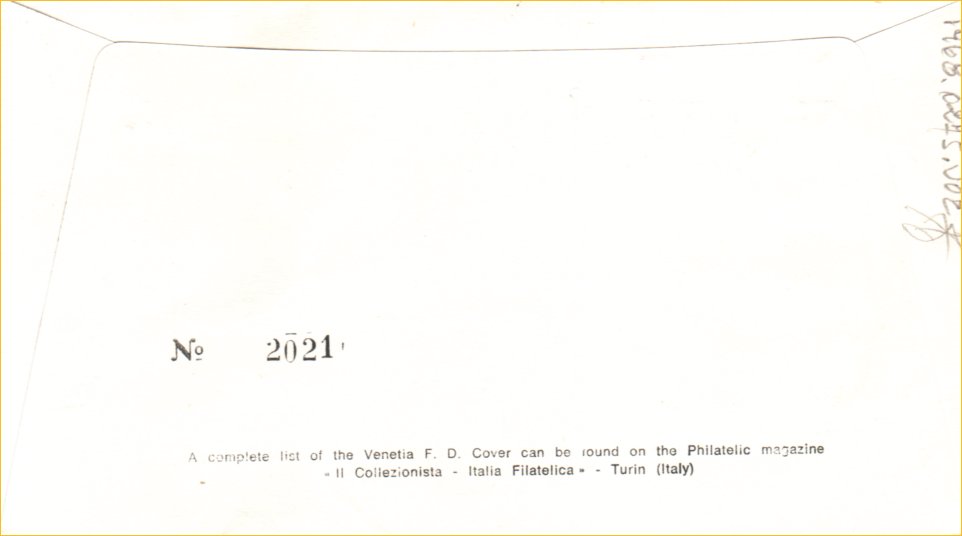 № 2021
A complete list of the Venetia F. D. Cover can be found on the Philatelic magazine
« Il Collezionista - Italia Filatelica » - Turin (Italy)